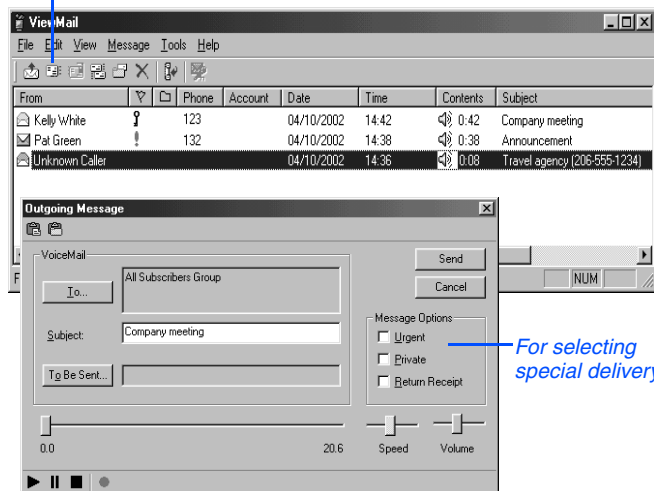 ViewMail
File Edit View Message Tools Help
From Phone Account Date Time Contents Subject
Kelly White 123 04/10/2002 14:42 0:42 Company meeting
Pat Green 132 04/10/2002 14:38 0:38 Announcement
Unknown Caller 04/10/2002 14:36 0:08 Travel agency (206-555-1234)
Outgoing Message
VoiceMail
To... All Subscribers Group
Send
Cancel
Subject: Company meeting
To Be Sent...
Message Options
Urgent
Private
Return Receipt
F NUM
For selecting
special delivery
0.0 20.6 Speed Volume